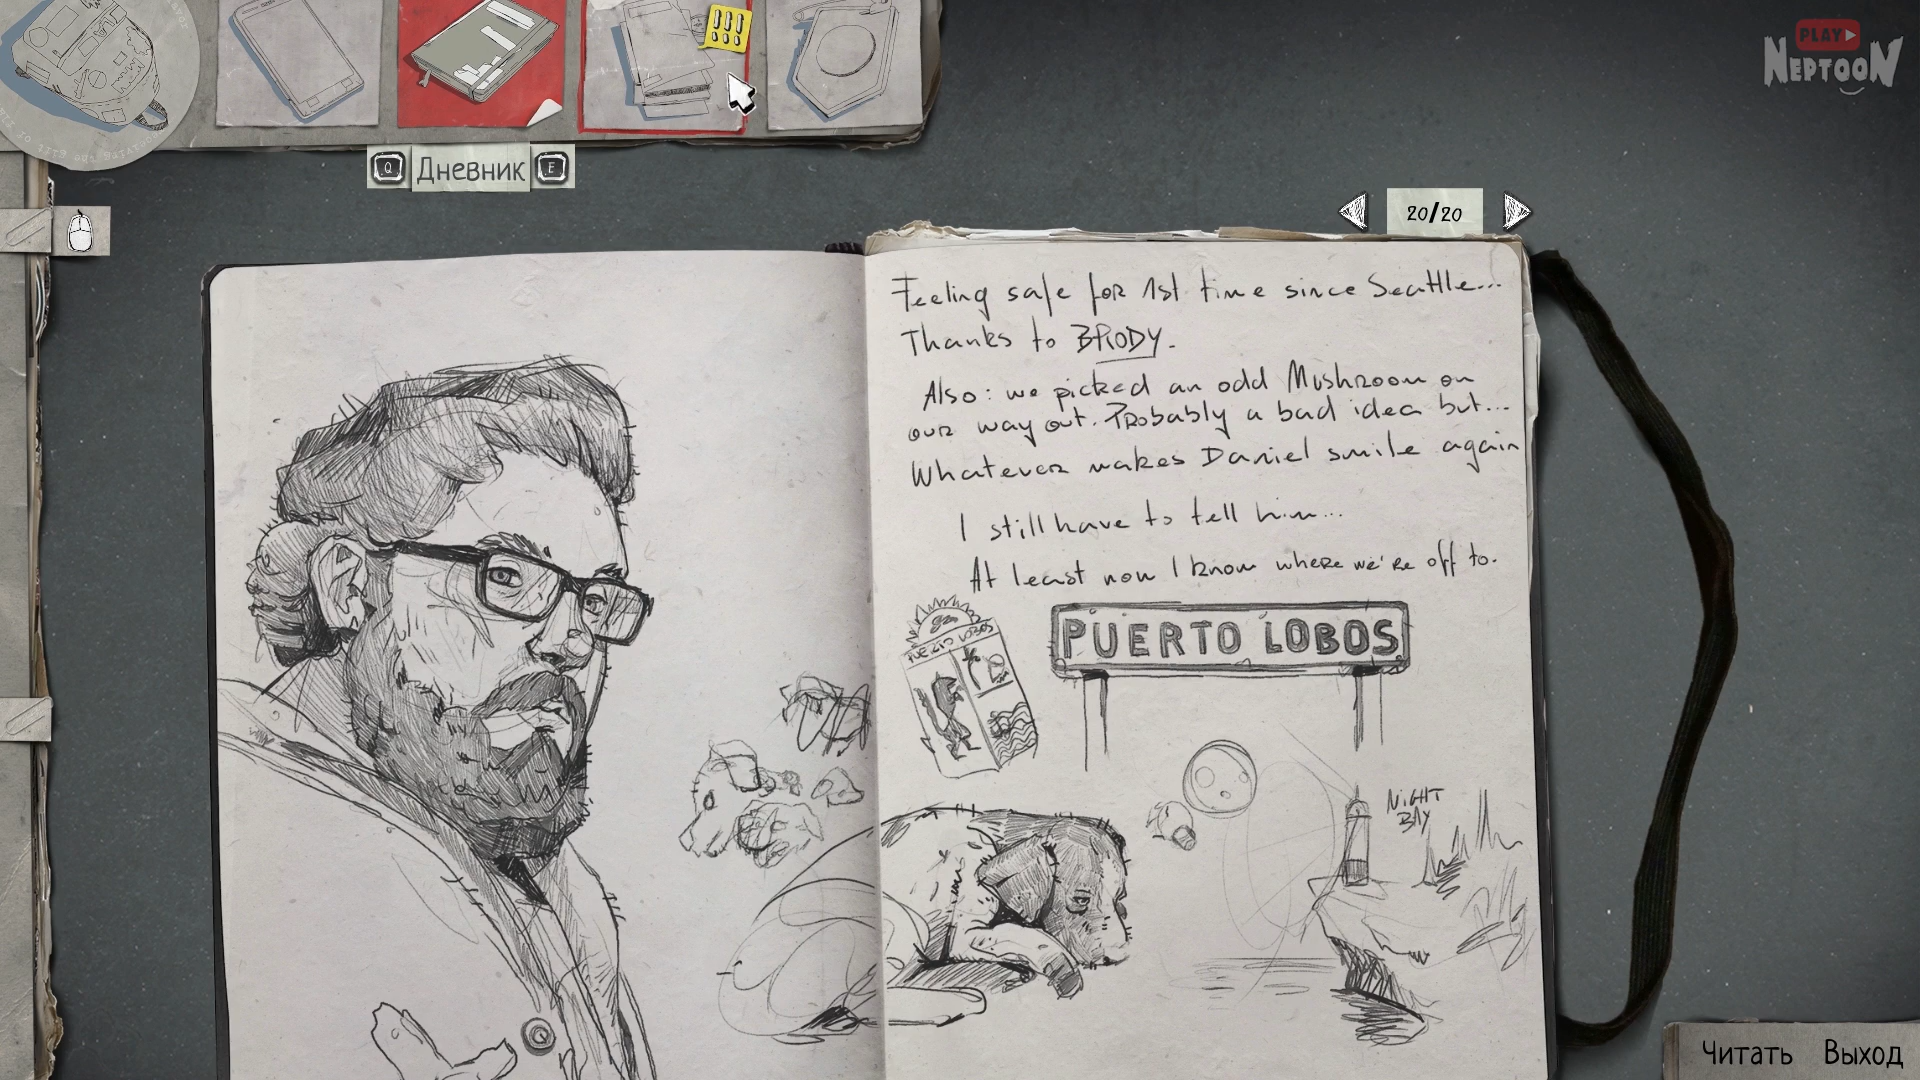 PLAY
NEPTOON
Q Дневник E
20/20
Feeling safe for 1st time since Seattle...
Thanks to BRODY.
Also: we picked an odd Mushroom on
our way out. Probably a bad idea but...
Whatever makes Daniel smile again
I still have to tell him...
At least now I know where we're off to.
PUERTO LOBOS
PUERTO LOBOS
NIGHT
BAY
Читать Выход